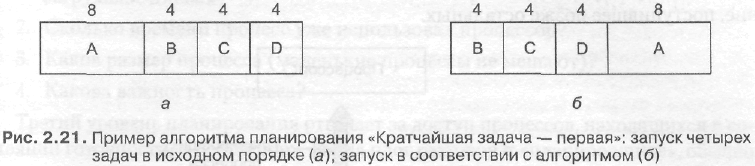 8 4 4 4 4 4 4 8
A B C D B C D A
а б
Рис. 2.21. Пример алгоритма планирования «Кратчайшая задача — первая»: запуск четырех
задач в исходном порядке (а); запуск в соответствии с алгоритмом (б)